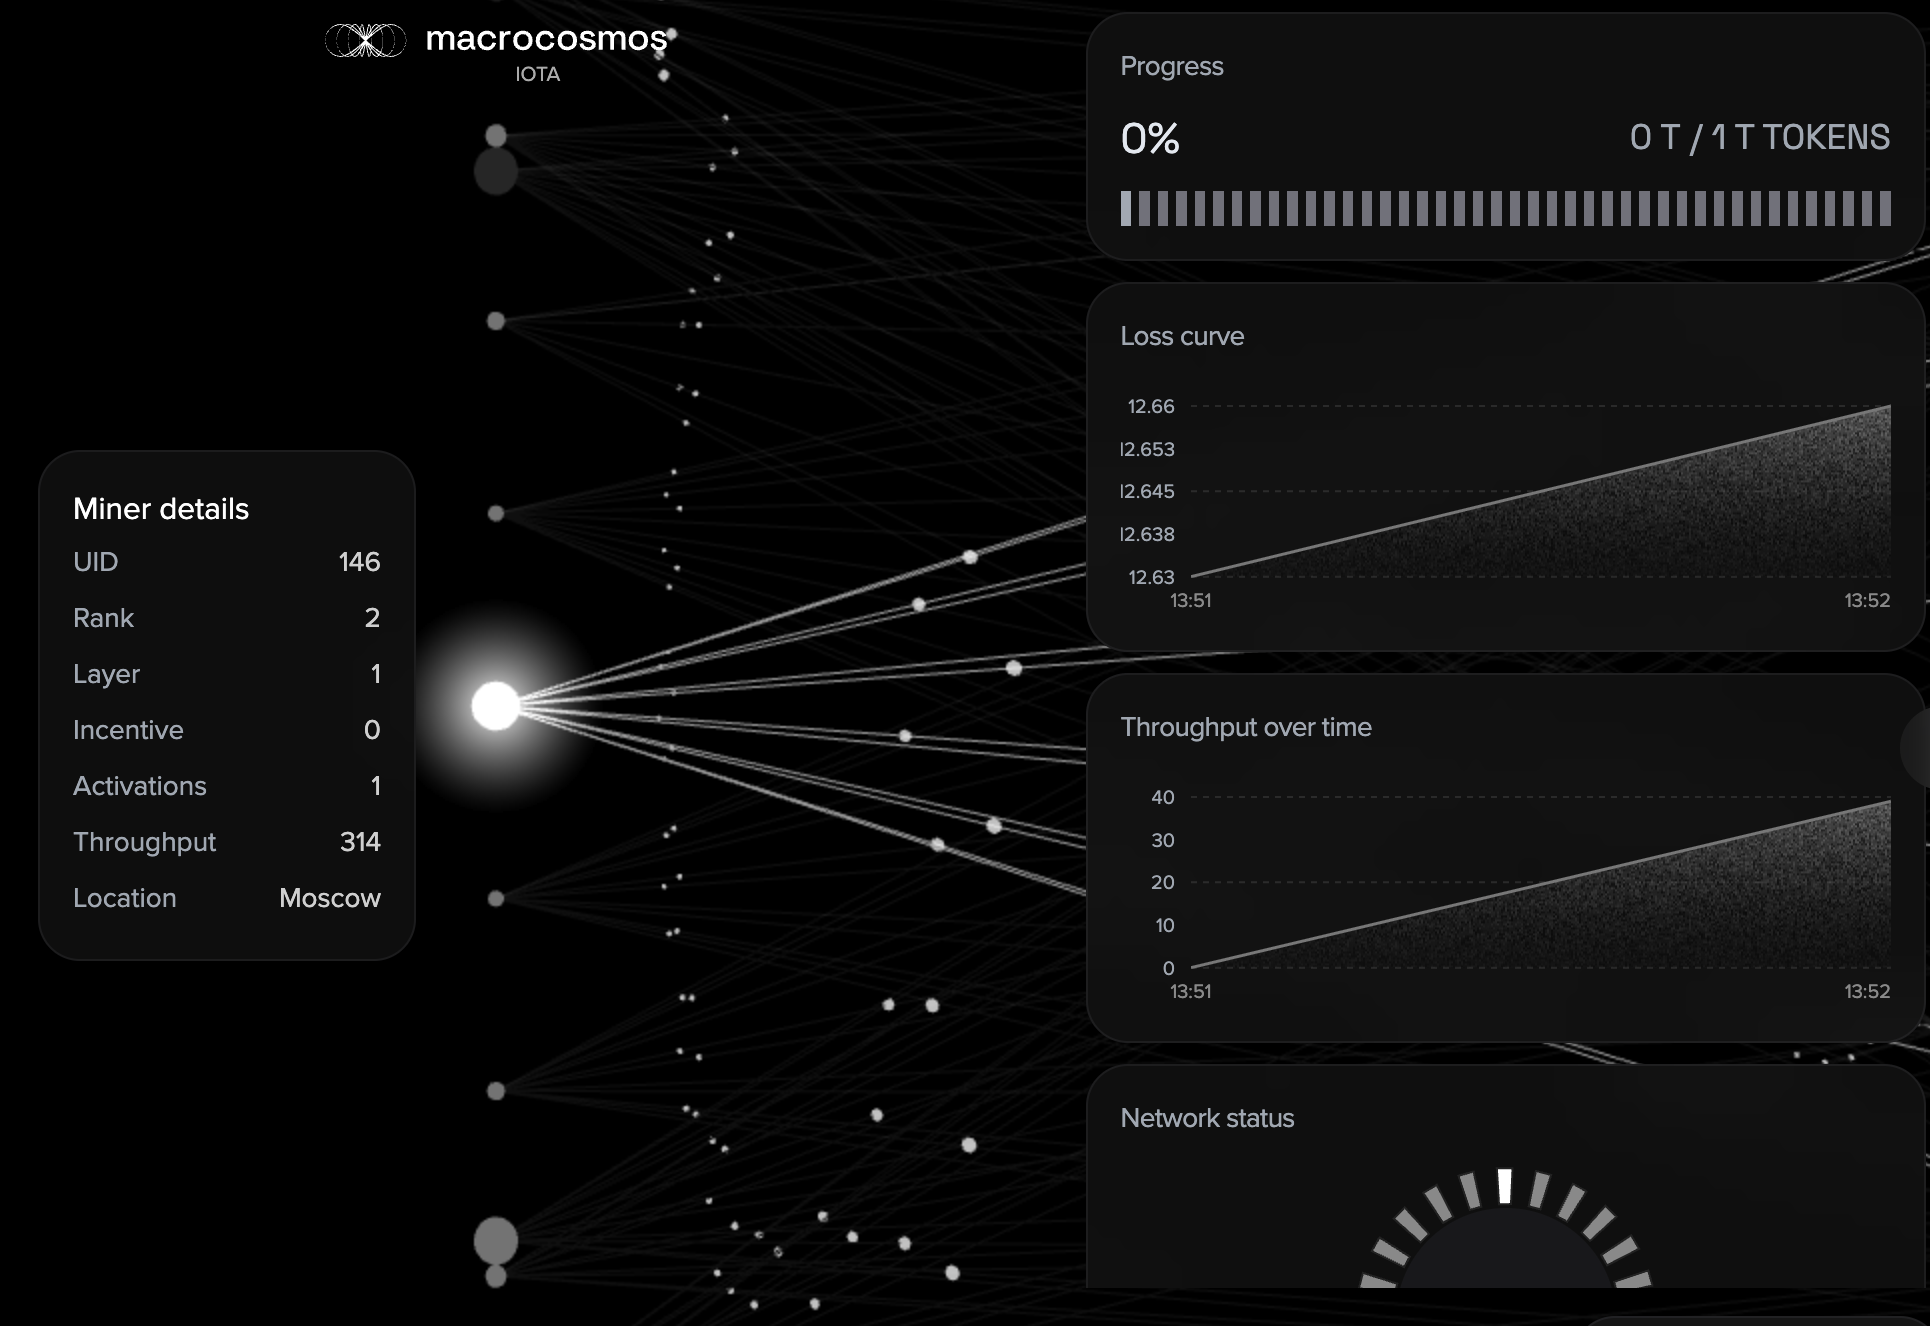 macrocosmos
IOTA
Miner details
UID 146
Rank 2
Layer 1
Incentive 0
Activations 1
Throughput 314
Location Moscow
Progress
0% 0 T / 1 T TOKENS
Loss curve
12.66
12.653
12.645
12.638
12.63
13:51 13:52
Throughput over time
40
30
20
10
0
13:51 13:52
Network status